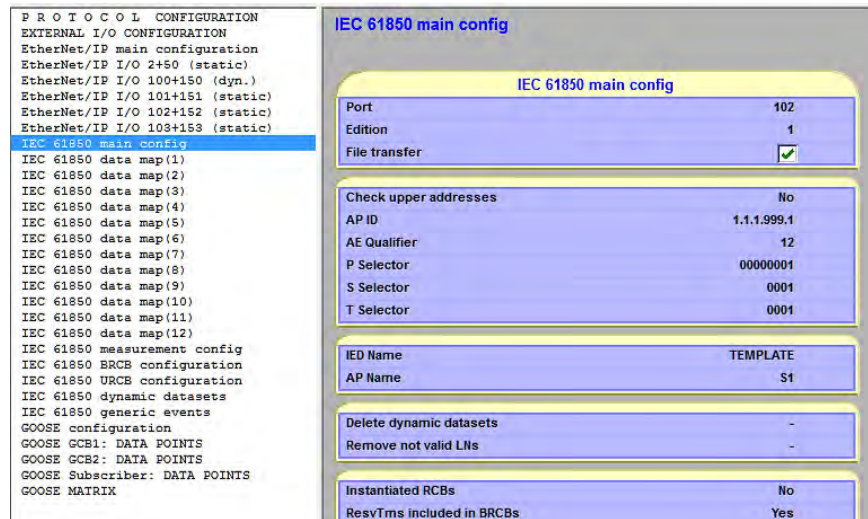 P R O T O C O L  CONFIGURATION
EXTERNAL I/O CONFIGURATION
EtherNet/IP main configuration
EtherNet/IP I/O 2+50 (static)
EtherNet/IP I/O 100+150 (dyn.)
EtherNet/IP I/O 101+151 (static)
EtherNet/IP I/O 102+152 (static)
EtherNet/IP I/O 103+153 (static)
IEC 61850 main config
IEC 61850 data map(1)
IEC 61850 data map(2)
IEC 61850 data map(3)
IEC 61850 data map(4)
IEC 61850 data map(5)
IEC 61850 data map(6)
IEC 61850 data map(7)
IEC 61850 data map(8)
IEC 61850 data map(9)
IEC 61850 data map(10)
IEC 61850 data map(11)
IEC 61850 data map(12)
IEC 61850 measurement config
IEC 61850 BRCB configuration
IEC 61850 URCB configuration
IEC 61850 dynamic datasets
IEC 61850 generic events
GOOSE configuration
GOOSE GCB1: DATA POINTS
GOOSE GCB2: DATA POINTS
GOOSE Subscriber: DATA POINTS
GOOSE MATRIX
IEC 61850 main config
IEC 61850 main config
Port 102
Edition 1
File transfer
Check upper addresses No
AP ID 1.1.1.999.1
AE Qualifier 12
P Selector 00000001
S Selector 0001
T Selector 0001
IED Name TEMPLATE
AP Name S1
Delete dynamic datasets -
Remove not valid LNs -
Instantiated RCBs No
ResvTms included in BRCBs Yes